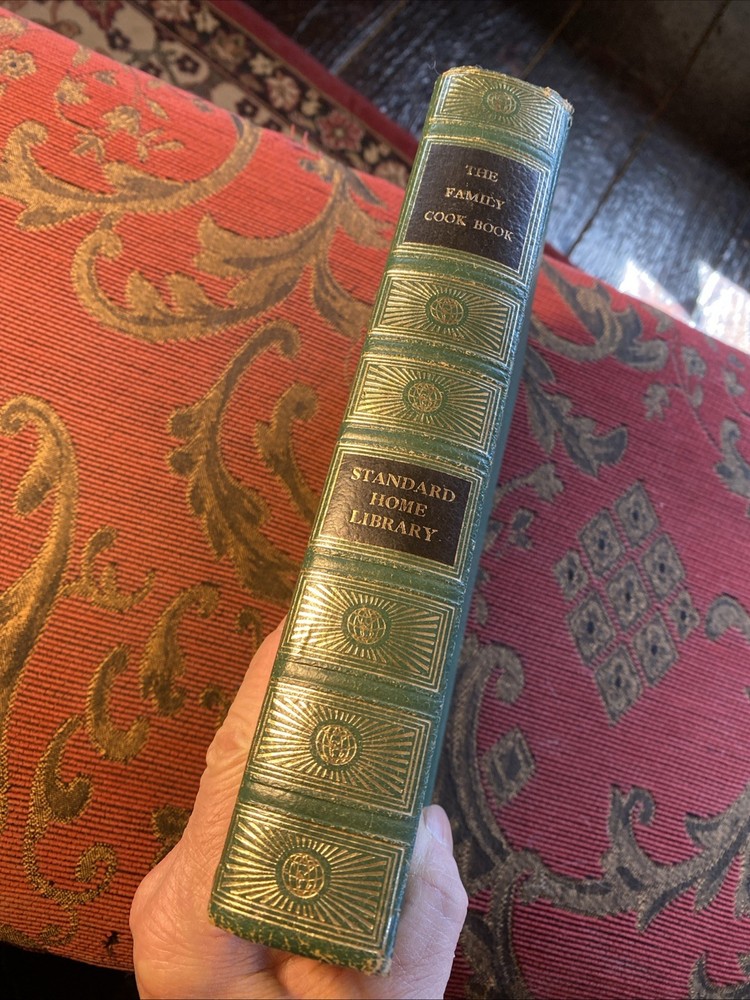 THE
FAMILY
COOK BOOK
STANDARD
HOME
LIBRARY